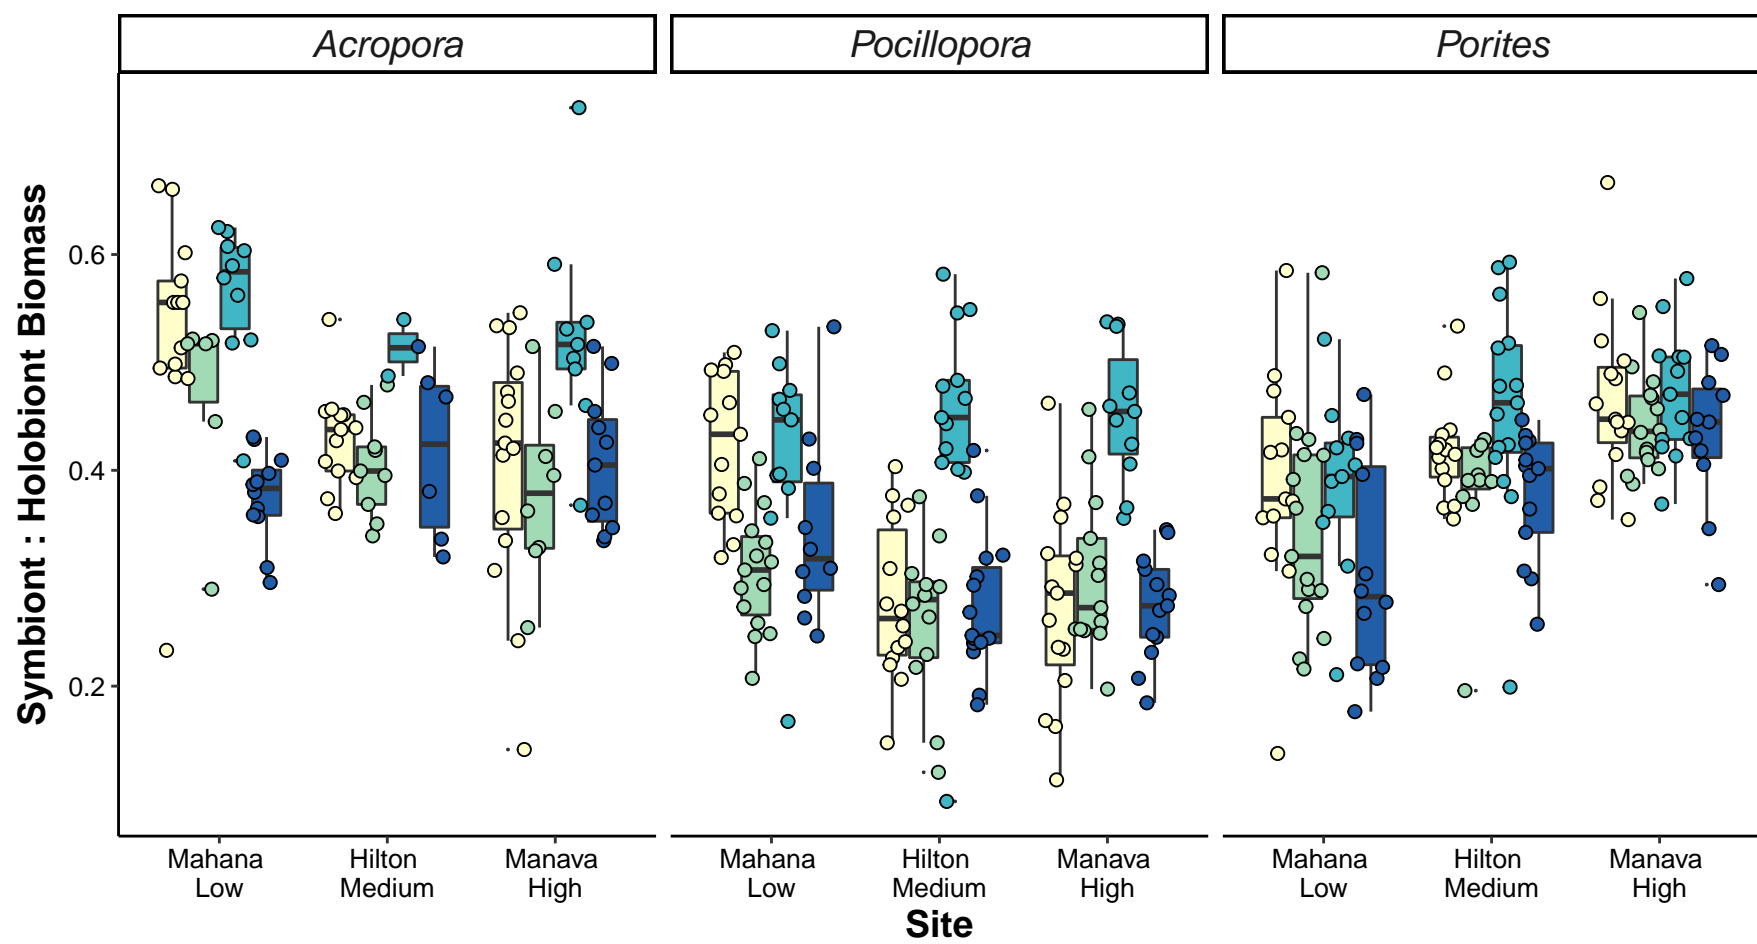 Acropora
Pocillopora
Porites
Symbiont : Holobiont Biomass
0.6
0.4
0.2
Mahana
Low
Hilton
Medium
Manava
High
Mahana
Low
Hilton
Medium
Manava
High
Mahana
Low
Hilton
Medium
Manava
High
Site